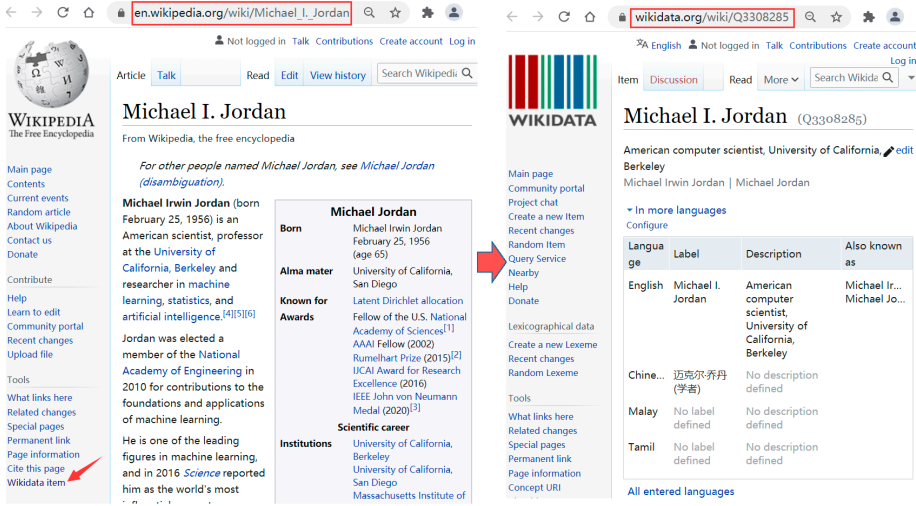 en.wikipedia.org/wiki/Michael_I._Jordan
Not logged in Talk Contributions Create account Log in
WIKIPEDIA
The Free Encyclopedia
Article Talk Read Edit View history Search Wikipedia
Michael I. Jordan
From Wikipedia, the free encyclopedia
For other people named Michael Jordan, see Michael Jordan
(disambiguation).
Main page
Contents
Current events
Random article
About Wikipedia
Contact us
Donate
Contribute
Help
Learn to edit
Community portal
Recent changes
Upload file
Tools
What links here
Related changes
Special pages
Permanent link
Page information
Cite this page
Wikidata item
Michael Irwin Jordan (born
February 25, 1956) is an
American scientist, professor
at the University of
California, Berkeley and
researcher in machine
learning, statistics, and
artificial intelligence.[4][5][6]
Jordan was elected a
member of the National
Academy of Engineering in
2010 for contributions to the
foundations and applications
of machine learning.
He is one of the leading
figures in machine learning,
and in 2016 Science reported
him as the world's most
Michael Jordan
Born Michael Irwin Jordan
February 25, 1956
(age 65)
Alma mater University of California,
San Diego
Known for Latent Dirichlet allocation
Awards Fellow of the U.S. National
Academy of Sciences[1]
AAAI Fellow (2002)
Rumelhart Prize (2015)[2]
IJCAI Award for Research
Excellence (2016)
IEEE John von Neumann
Medal (2020)[3]
Scientific career
Institutions University of California,
Berkeley
University of California,
San Diego
Massachusetts Institute of
wikidata.org/wiki/Q3308285
English Not logged in Talk Contributions Create account
Log in
WIKIDATA
Item Discussion Read More Search Wikida
Michael I. Jordan (Q3308285)
American computer scientist, University of California, edit
Berkeley
Michael Irwin Jordan | Michael Jordan
In more languages
Configure
Main page
Community portal
Project chat
Create a new Item
Recent changes
Random Item
Query Service
Nearby
Help
Donate
Lexicographical data
Create a new Lexeme
Recent changes
Random Lexeme
Tools
What links here
Related changes
Special pages
Permanent link
Page information
Concept URI
Langua Label Description Also known
ge as
English Michael I. American Michael Ir...
Jordan computer Michael Jo...
scientist,
University of
California,
Berkeley
Chine... 迈克尔·乔丹 No description
(学者) defined
Malay No label No description
defined defined
Tamil No label No description
defined defined
All entered languages